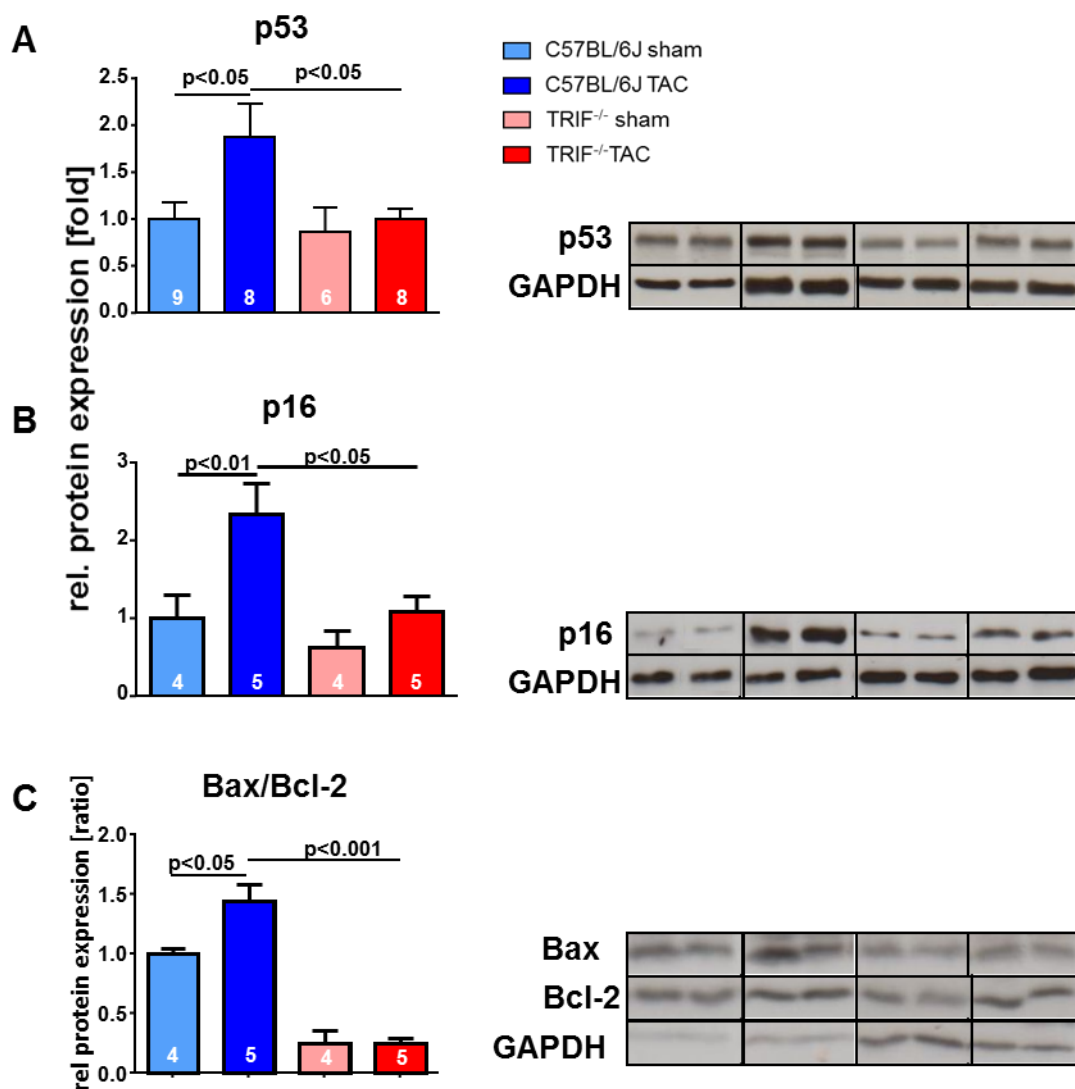 A
p53
C57BL/6J sham
C57BL/6J TAC
TRIF-/- sham
TRIF-/-TAC
rel. protein expression [fold]
p<0.05
p<0.05
2.5
2.0
1.5
1.0
0.5
0.0
9
8
6
8
p53
GAPDH
B
p16
p<0.01
p<0.05
3
2
1
0
4
5
4
5
p16
GAPDH
C
Bax/Bcl-2
rel protein expression [ratio]
p<0.05
p<0.001
2.0
1.5
1.0
0.5
0.0
4
5
4
5
Bax
Bcl-2
GAPDH